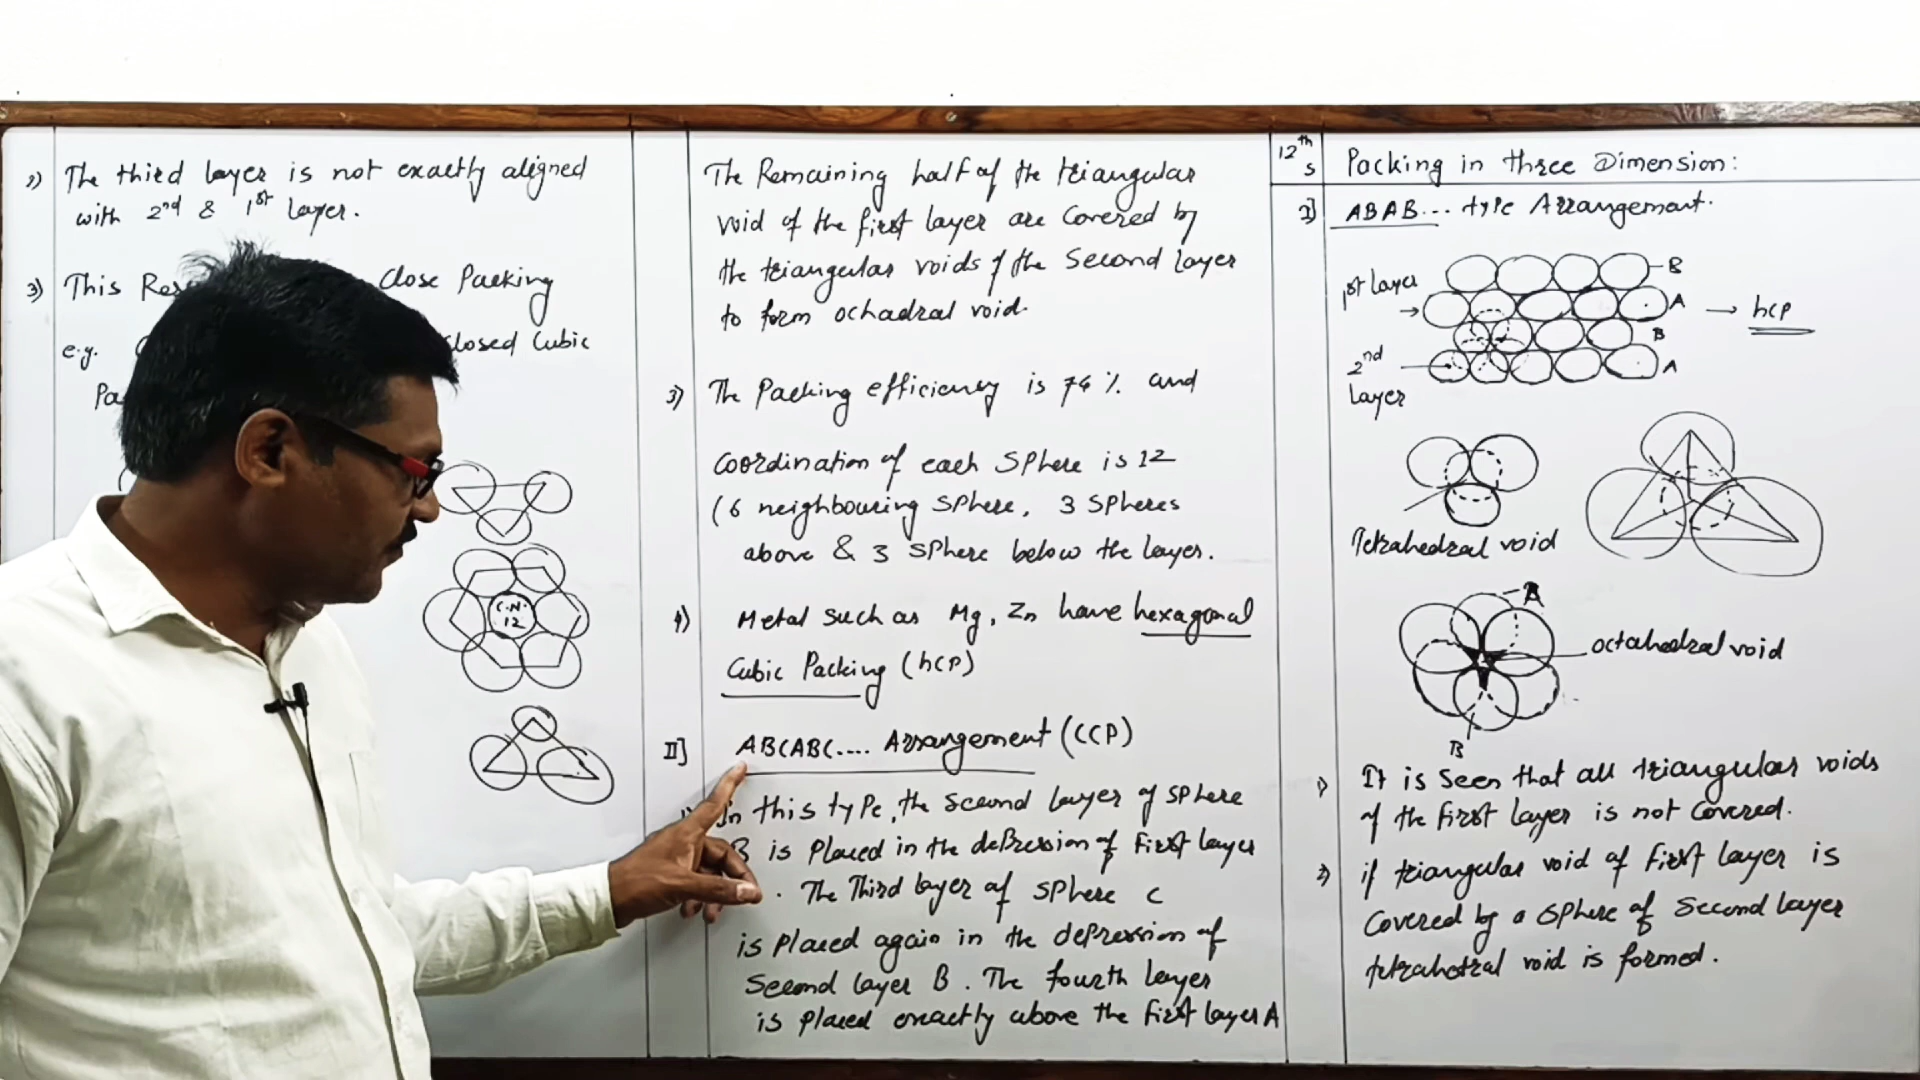 2) The third layer is not exactly aligned
with 2nd & 1st layer.
3) This Close Packing
e.g. Closed Cubic
Pa
C.N.
12
The Remaining half of the triangular
void of the first layer are Covered by
the triangular voids of the Second layer
to form ochadral void.
3) The Packing efficiency is 74 % and
Coordination of each Sphere is 12
(6 neighbouring Sphere, 3 Spheres
above & 3 Sphere below the layer.
4) Metal such as Mg, Zn have hexagonal
Cubic Packing (hcp)
II] ABCABC.... Arrangement (CCP)
In this type, the second layer of sphere
B is Placed in the depression of First layer
. The Third layer of sphere C
is placed again in the depression of
Second layer B. The fourth layer
is placed exactly above the first layer A
12th
S
Packing in three Dimension:
I] ABAB... type Arrangement.
1st layer
B
A
B
A
→ hcp
2nd
layer
Tetrahedral void
B
octahedral void
B
1) It is Seen that all triangular voids
of the first layer is not covered.
2) if triangular void of First layer is
Covered by a sphere of Second layer
tetrahedral void is formed.